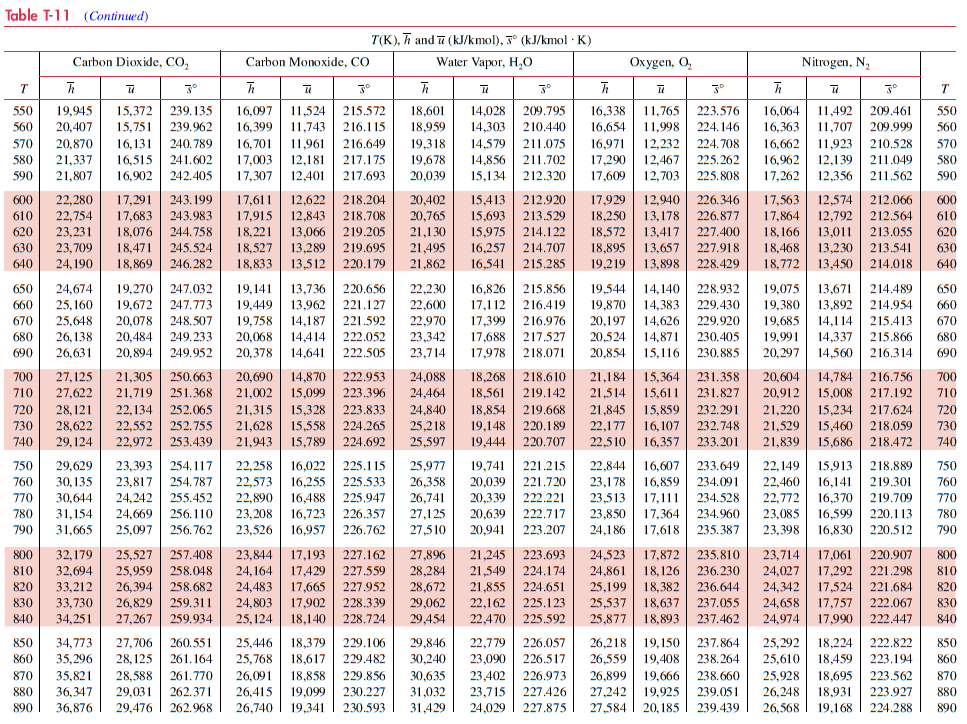 Table T-11 (Continued)
T(K), h̅ and u̅ (kJ/kmol), s̅° (kJ/kmol · K)
Carbon Dioxide, CO₂ Carbon Monoxide, CO Water Vapor, H₂O Oxygen, O₂ Nitrogen, N₂
T h̅ u̅ s̅° h̅ u̅ s̅° h̅ u̅ s̅° h̅ u̅ s̅° h̅ u̅ s̅° T
550 19,945 15,372 239.135 16,097 11,524 215.572 18,601 14,028 209.795 16,338 11,765 223.576 16,064 11,492 209.461 550
560 20,407 15,751 239.962 16,399 11,743 216.115 18,959 14,303 210.440 16,654 11,998 224.146 16,363 11,707 209.999 560
570 20,870 16,131 240.789 16,701 11,961 216.649 19,318 14,579 211.075 16,971 12,232 224.708 16,662 11,923 210.528 570
580 21,337 16,515 241.602 17,003 12,181 217.175 19,678 14,856 211.702 17,290 12,467 225.262 16,962 12,139 211.049 580
590 21,807 16,902 242.405 17,307 12,401 217.693 20,039 15,134 212.320 17,609 12,703 225.808 17,262 12,356 211.562 590
600 22,280 17,291 243.199 17,611 12,622 218.204 20,402 15,413 212.920 17,929 12,940 226.346 17,563 12,574 212.066 600
610 22,754 17,683 243.983 17,915 12,843 218.708 20,765 15,693 213.529 18,250 13,178 226.877 17,864 12,792 212.564 610
620 23,231 18,076 244.758 18,221 13,066 219.205 21,130 15,975 214.122 18,572 13,417 227.400 18,166 13,011 213.055 620
630 23,709 18,471 245.524 18,527 13,289 219.695 21,495 16,257 214.707 18,895 13,657 227.918 18,468 13,230 213.541 630
640 24,190 18,869 246.282 18,833 13,512 220.179 21,862 16,541 215.285 19,219 13,898 228.429 18,772 13,450 214.018 640
650 24,674 19,270 247.032 19,141 13,736 220.656 22,230 16,826 215.856 19,544 14,140 228.932 19,075 13,671 214.489 650
660 25,160 19,672 247.773 19,449 13,962 221.127 22,600 17,112 216.419 19,870 14,383 229.430 19,380 13,892 214.954 660
670 25,648 20,078 248.507 19,758 14,187 221.592 22,970 17,399 216.976 20,197 14,626 229.920 19,685 14,114 215.413 670
680 26,138 20,484 249.233 20,068 14,414 222.052 23,342 17,688 217.527 20,524 14,871 230.405 19,991 14,337 215.866 680
690 26,631 20,894 249.952 20,378 14,641 222.505 23,714 17,978 218.071 20,854 15,116 230.885 20,297 14,560 216.314 690
700 27,125 21,305 250.663 20,690 14,870 222.953 24,088 18,268 218.610 21,184 15,364 231.358 20,604 14,784 216.756 700
710 27,622 21,719 251.368 21,002 15,099 223.396 24,464 18,561 219.142 21,514 15,611 231.827 20,912 15,008 217.192 710
720 28,121 22,134 252.065 21,315 15,328 223.833 24,840 18,854 219.668 21,845 15,859 232.291 21,220 15,234 217.624 720
730 28,622 22,552 252.755 21,628 15,558 224.265 25,218 19,148 220.189 22,177 16,107 232.748 21,529 15,460 218.059 730
740 29,124 22,972 253.439 21,943 15,789 224.692 25,597 19,444 220.707 22,510 16,357 233.201 21,839 15,686 218.472 740
750 29,629 23,393 254.117 22,258 16,022 225.115 25,977 19,741 221.215 22,844 16,607 233.649 22,149 15,913 218.889 750
760 30,135 23,817 254.787 22,573 16,255 225.533 26,358 20,039 221.720 23,178 16,859 234.091 22,460 16,141 219.301 760
770 30,644 24,242 255.452 22,890 16,488 225.947 26,741 20,339 222.221 23,513 17,111 234.528 22,772 16,370 219.709 770
780 31,154 24,669 256.110 23,208 16,723 226.357 27,125 20,639 222.717 23,850 17,364 234.960 23,085 16,599 220.113 780
790 31,665 25,097 256.762 23,526 16,957 226.762 27,510 20,941 223.207 24,186 17,618 235.387 23,398 16,830 220.512 790
800 32,179 25,527 257.408 23,844 17,193 227.162 27,896 21,245 223.693 24,523 17,872 235.810 23,714 17,061 220.907 800
810 32,694 25,959 258.048 24,164 17,429 227.559 28,284 21,549 224.174 24,861 18,126 236.230 24,027 17,292 221.298 810
820 33,212 26,394 258.682 24,483 17,665 227.952 28,672 21,855 224.651 25,199 18,382 236.644 24,342 17,524 221.684 820
830 33,730 26,829 259.311 24,803 17,902 228.339 29,062 22,162 225.123 25,537 18,637 237.055 24,658 17,757 222.067 830
840 34,251 27,267 259.934 25,124 18,140 228.724 29,454 22,470 225.592 25,877 18,893 237.462 24,974 17,990 222.447 840
850 34,773 27,706 260.551 25,446 18,379 229.106 29,846 22,779 226.057 26,218 19,150 237.864 25,292 18,224 222.822 850
860 35,296 28,125 261.164 25,768 18,617 229.482 30,240 23,090 226.517 26,559 19,408 238.264 25,610 18,459 223.194 860
870 35,821 28,588 261.770 26,091 18,858 229.856 30,635 23,402 226.973 26,899 19,666 238.660 25,928 18,695 223.562 870
880 36,347 29,031 262.371 26,415 19,099 230.227 31,032 23,715 227.426 27,242 19,925 239.051 26,248 18,931 223.927 880
890 36,876 29,476 262.968 26,740 19,341 230.593 31,429 24,029 227.875 27,584 20,185 239.439 26,568 19,168 224.288 890